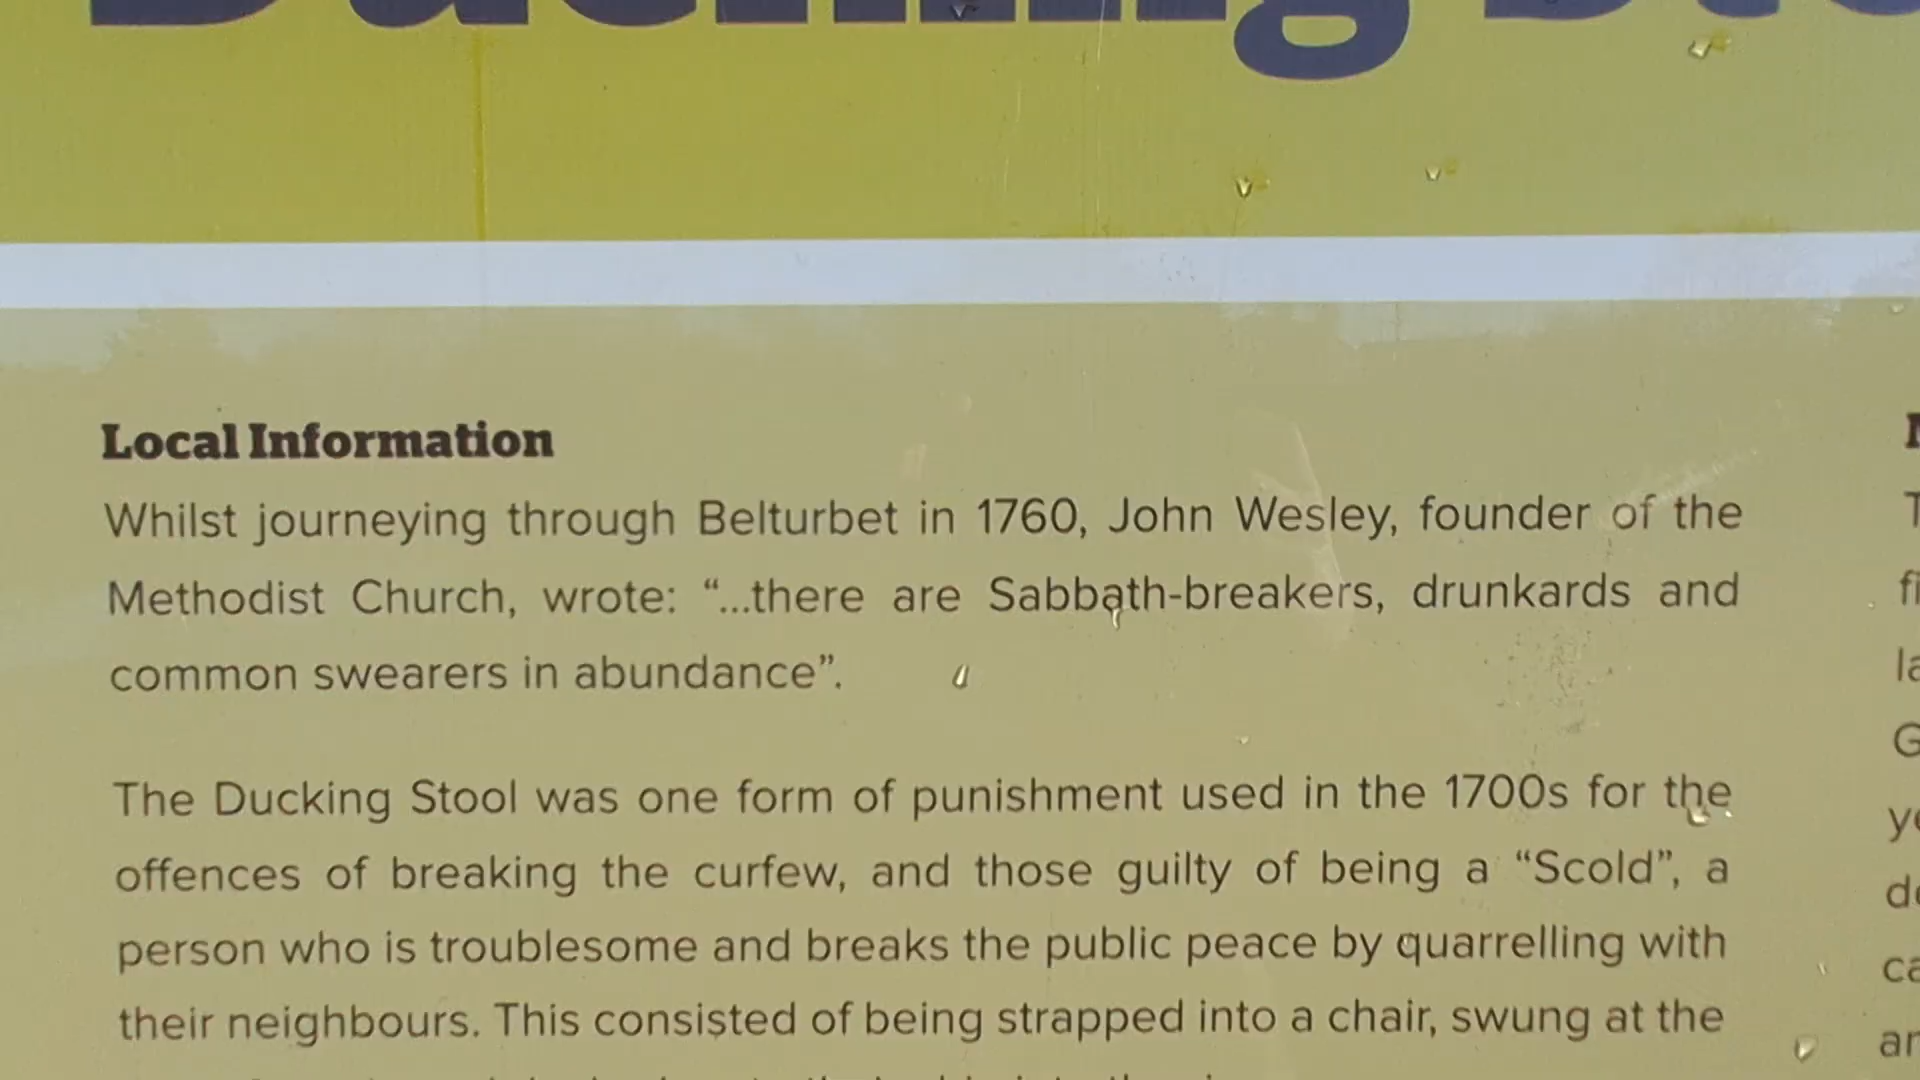 Ducking Sto
Local Information
Whilst journeying through Belturbet in 1760, John Wesley, founder of the
Methodist Church, wrote: “...there are Sabbath-breakers, drunkards and
common swearers in abundance”.
The Ducking Stool was one form of punishment used in the 1700s for the
offences of breaking the curfew, and those guilty of being a “Scold”, a
person who is troublesome and breaks the public peace by quarrelling with
their neighbours. This consisted of being strapped into a chair, swung at the